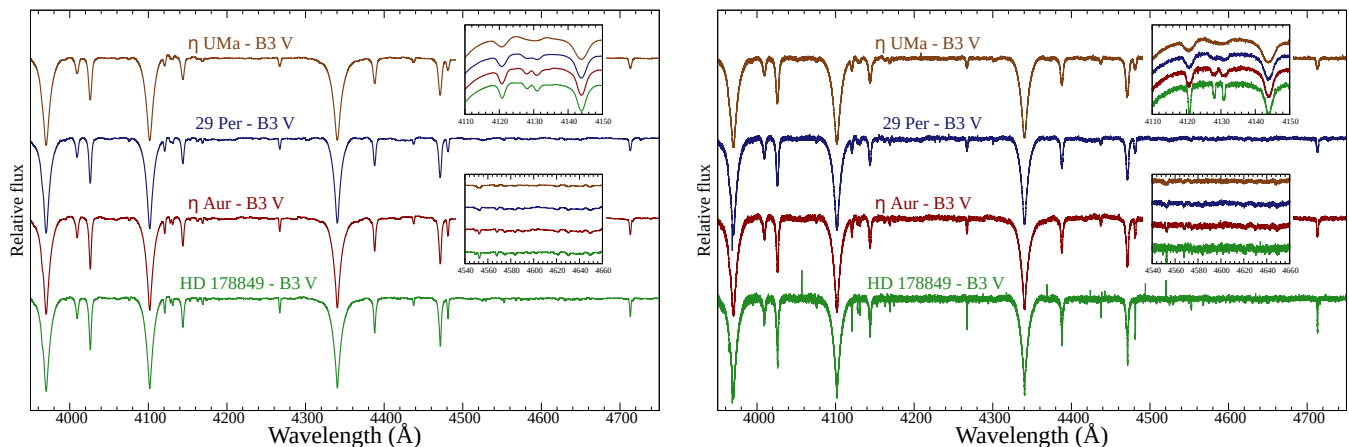 η UMa - B3 V
29 Per - B3 V
η Aur - B3 V
HD 178849 - B3 V
4110 4120 4130 4140 4150
4540 4560 4580 4600 4620 4640 4660
Relative flux
4000 4100 4200 4300 4400 4500 4600 4700
Wavelength (Å)
η UMa - B3 V
29 Per - B3 V
η Aur - B3 V
HD 178849 - B3 V
4110 4120 4130 4140 4150
4540 4560 4580 4600 4620 4640 4660
Relative flux
4000 4100 4200 4300 4400 4500 4600 4700
Wavelength (Å)